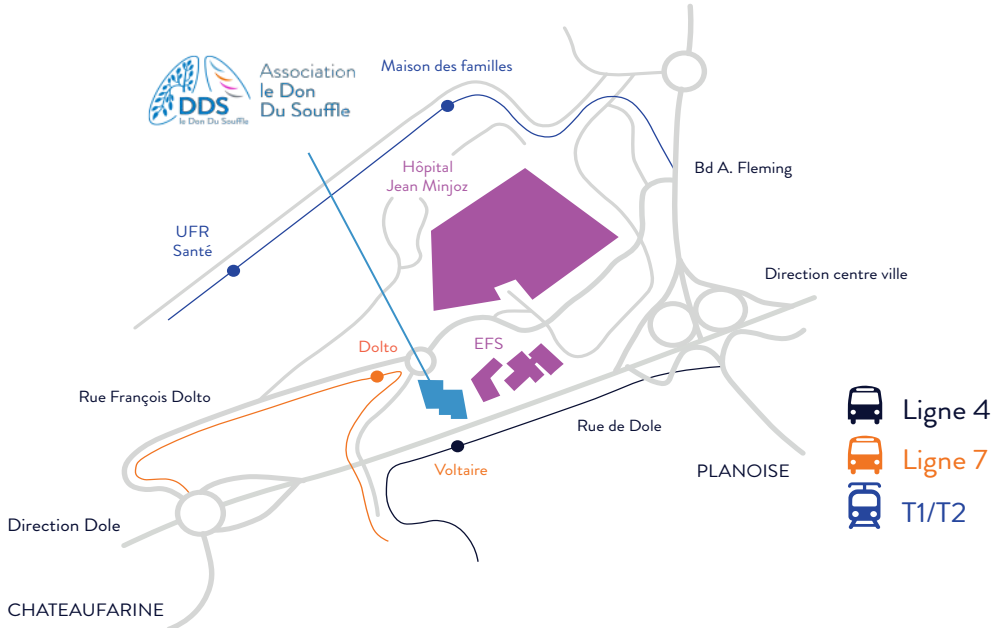 DDS
le Don Du Souffle
Association
le Don
Du Souffle
Maison des familles
Hôpital
Jean Minjoz
Bd A. Fleming
UFR
Santé
Direction centre ville
Dolto
EFS
Rue François Dolto
Rue de Dole
Voltaire
PLANOISE
Direction Dole
CHATEAUFARINE
Ligne 4
Ligne 7
T1/T2